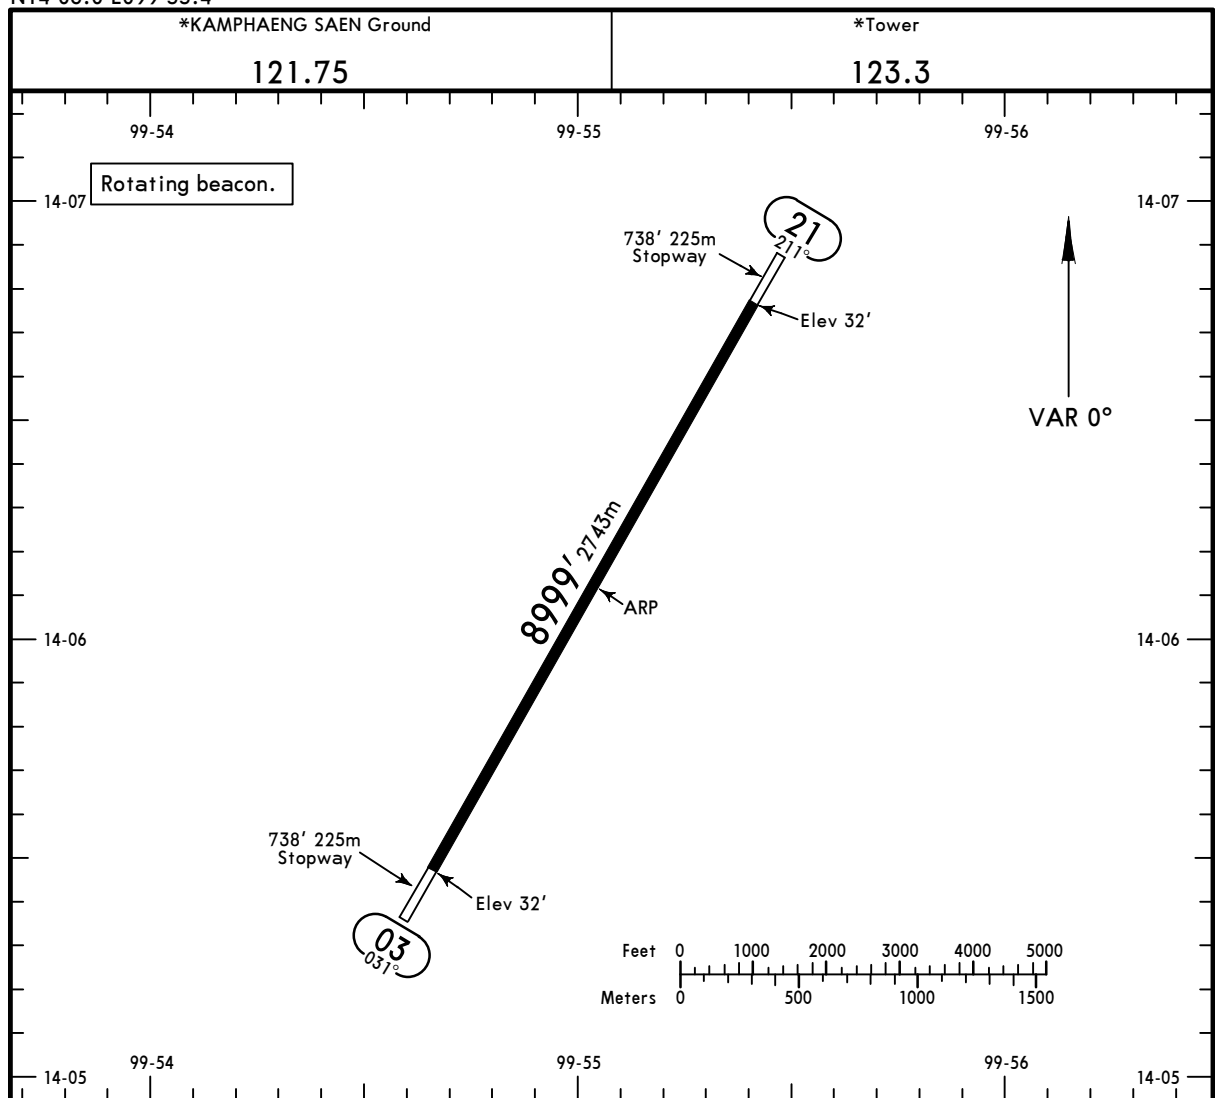 *KAMPHAENG SAEN Ground
*Tower
121.75
123.3
99-54
99-55
99-56
Rotating beacon.
14-07
14-07
21
211°
738' 225m
Stopway
Elev 32'
VAR 0°
8999' 2743m
ARP
14-06
14-06
738' 225m
Stopway
Elev 32'
03
031°
Feet 0 1000 2000 3000 4000 5000
Meters 0 500 1000 1500
99-54
99-55
99-56
14-05
14-05